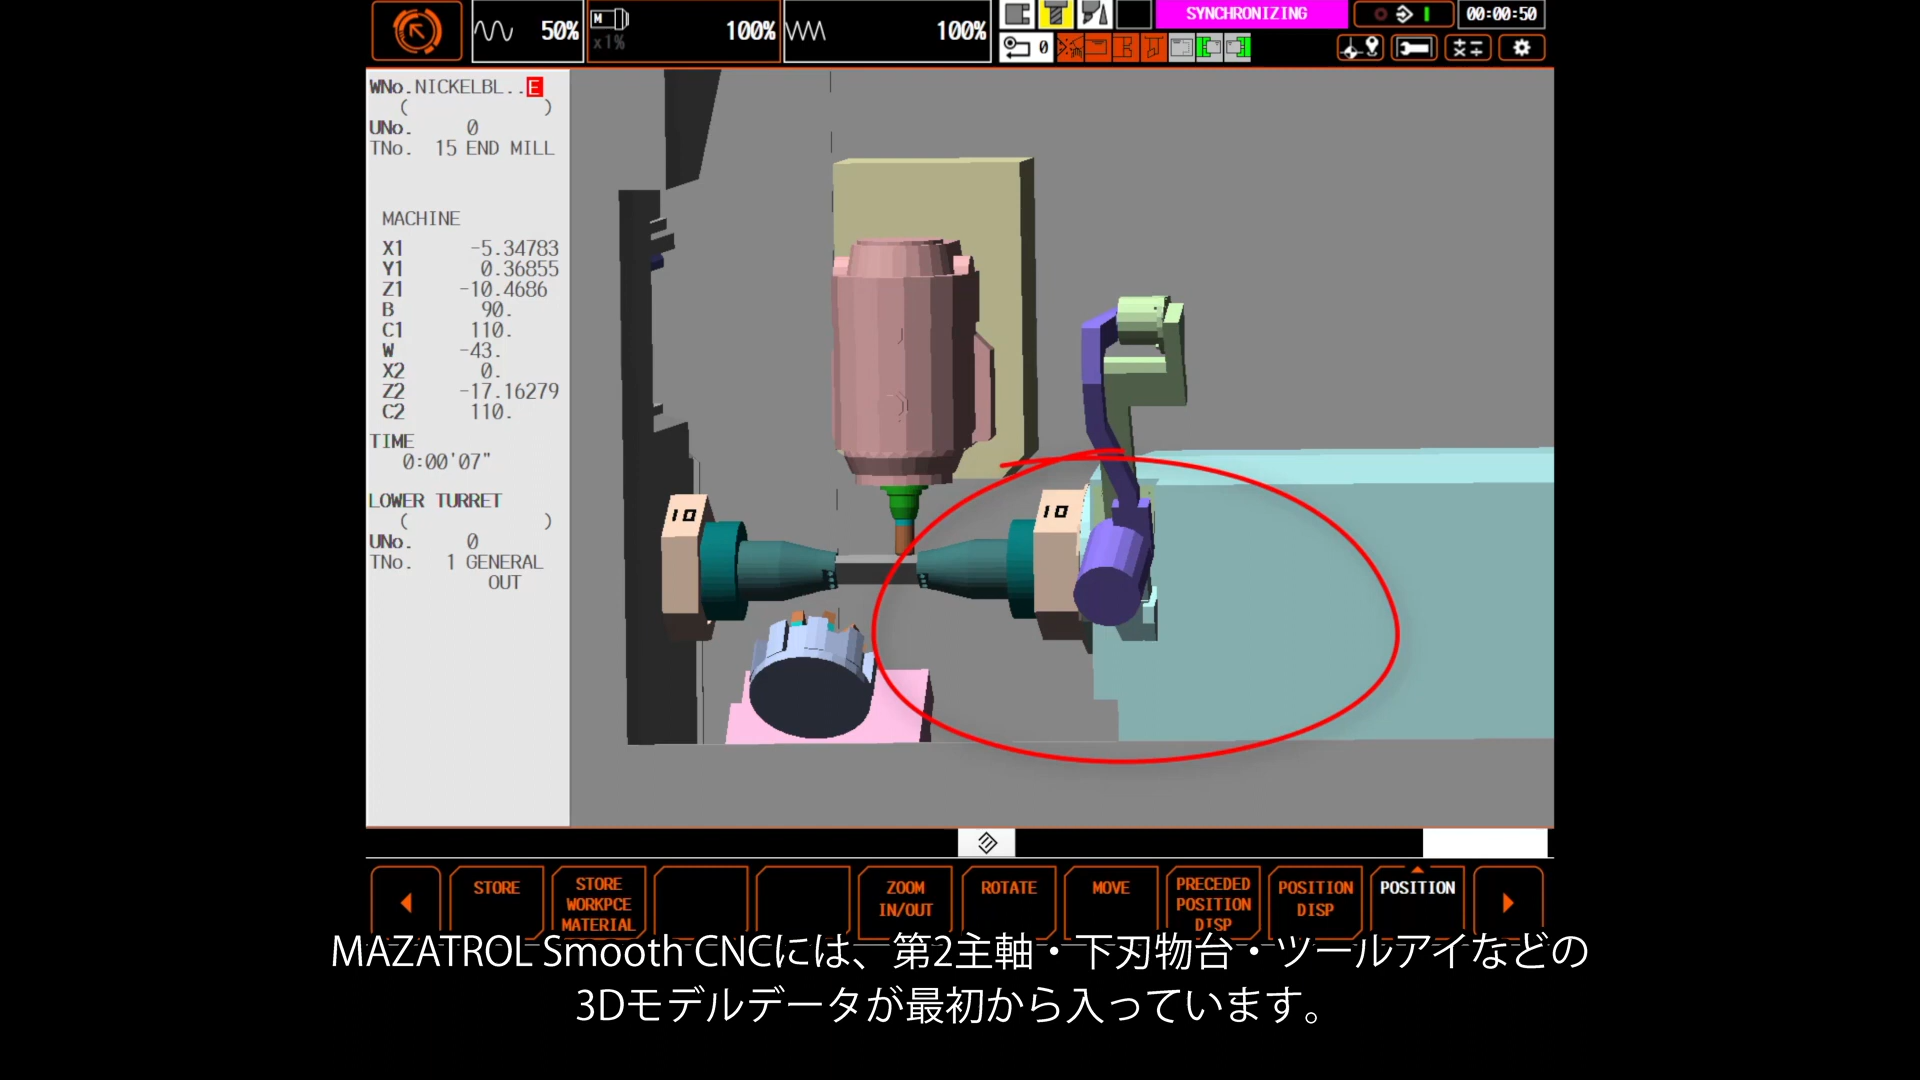 50%
M
x1%
100%
100%
SYNCHRONIZING
00:00:50
0
WNo.NICKELBL..E
( )
UNo. 0
TNo. 15 END MILL
MACHINE
X1 -5.34783
Y1 0.36855
Z1 -10.4686
B 90.
C1 110.
W -43.
X2 0.
Z2 -17.16279
C2 110.
TIME
0:00'07"
LOWER TURRET
( )
UNo. 0
TNo. 1 GENERAL
OUT
10
10
STORE
STORE
WORKPCE
MATERIAL
ZOOM
IN/OUT
ROTATE
MOVE
PRECEDED
POSITION
DISP
POSITION
DISP
POSITION
MAZATROL Smooth CNCには、第2主軸・下刃物台・ツールアイなどの
3Dモデルデータが最初から入っています。